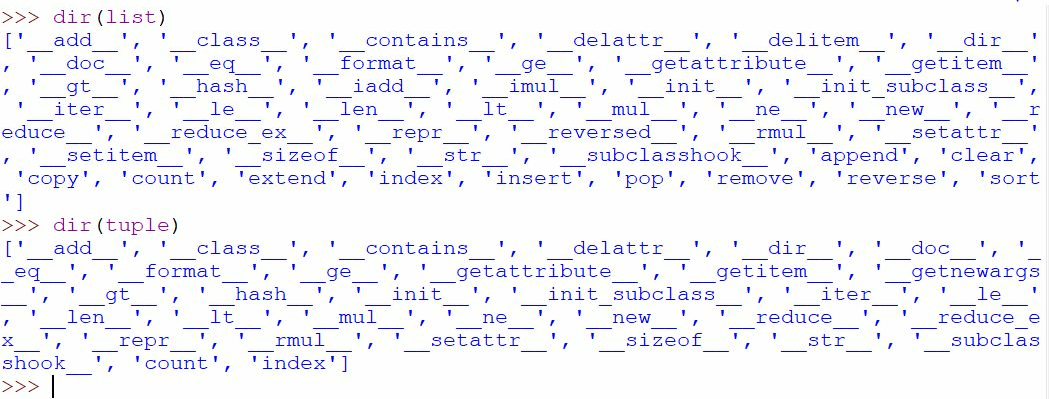 >>> dir(list)
['__add__', '__class__', '__contains__', '__delattr__', '__delitem__', '__dir__'
, '__doc__', '__eq__', '__format__', '__ge__', '__getattribute__', '__getitem__'
, '__gt__', '__hash__', '__iadd__', '__imul__', '__init__', '__init_subclass__',
 '__iter__', '__le__', '__len__', '__lt__', '__mul__', '__ne__', '__new__', '__r
educe__', '__reduce_ex__', '__repr__', '__reversed__', '__rmul__', '__setattr__'
, '__setitem__', '__sizeof__', '__str__', '__subclasshook__', 'append', 'clear',
 'copy', 'count', 'extend', 'index', 'insert', 'pop', 'remove', 'reverse', 'sort
']
>>> dir(tuple)
['__add__', '__class__', '__contains__', '__delattr__', '__dir__', '__doc__', '_
_eq__', '__format__', '__ge__', '__getattribute__', '__getitem__', '__getnewargs
__', '__gt__', '__hash__', '__init__', '__init_subclass__', '__iter__', '__le__'
, '__len__', '__lt__', '__mul__', '__ne__', '__new__', '__reduce__', '__reduce_e
x__', '__repr__', '__rmul__', '__setattr__', '__sizeof__', '__str__', '__subclas
shook__', 'count', 'index']
>>>